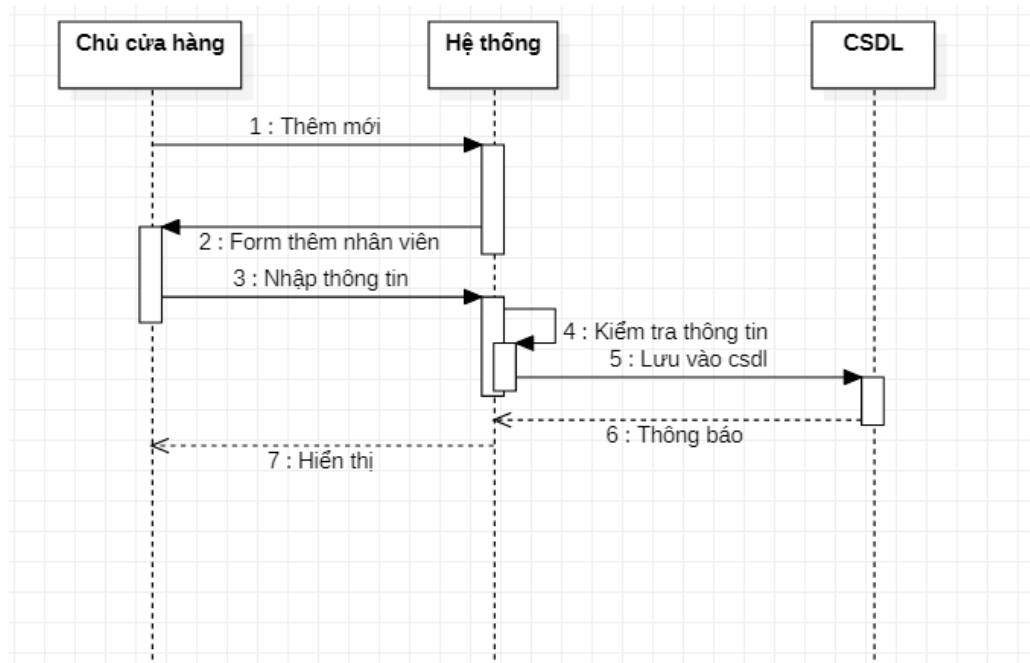 Chủ cửa hàng
Hệ thống
CSDL
1 : Thêm mới
2 : Form thêm nhân viên
3 : Nhập thông tin
4 : Kiểm tra thông tin
5 : Lưu vào csdl
6 : Thông báo
7 : Hiển thị